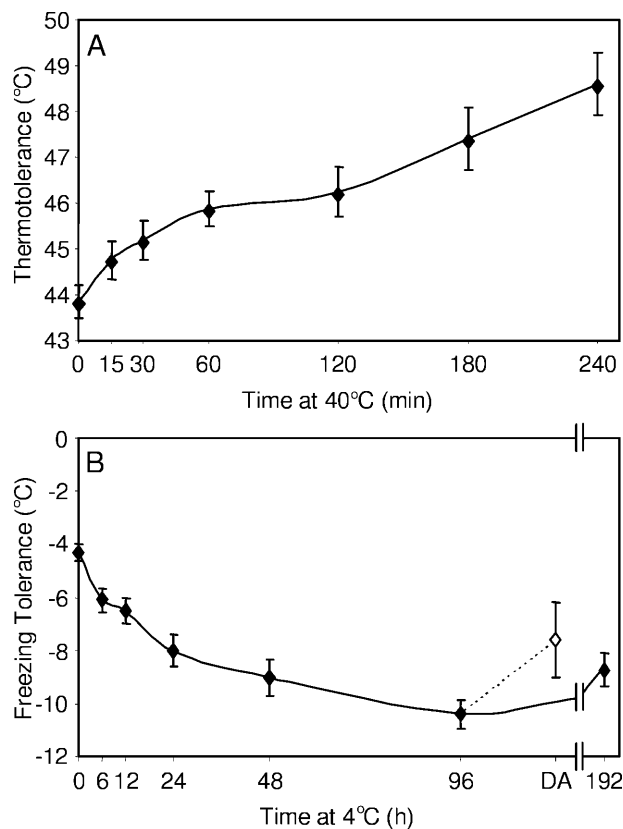 A
50
49
48
47
46
45
44
43
Thermotolerance (°C)
0 15 30 60 120 180 240
Time at 40°C (min)
B
0
-2
-4
-6
-8
-10
-12
Freezing Tolerance (°C)
0 6 12 24 48 96 DA 192
Time at 4°C (h)